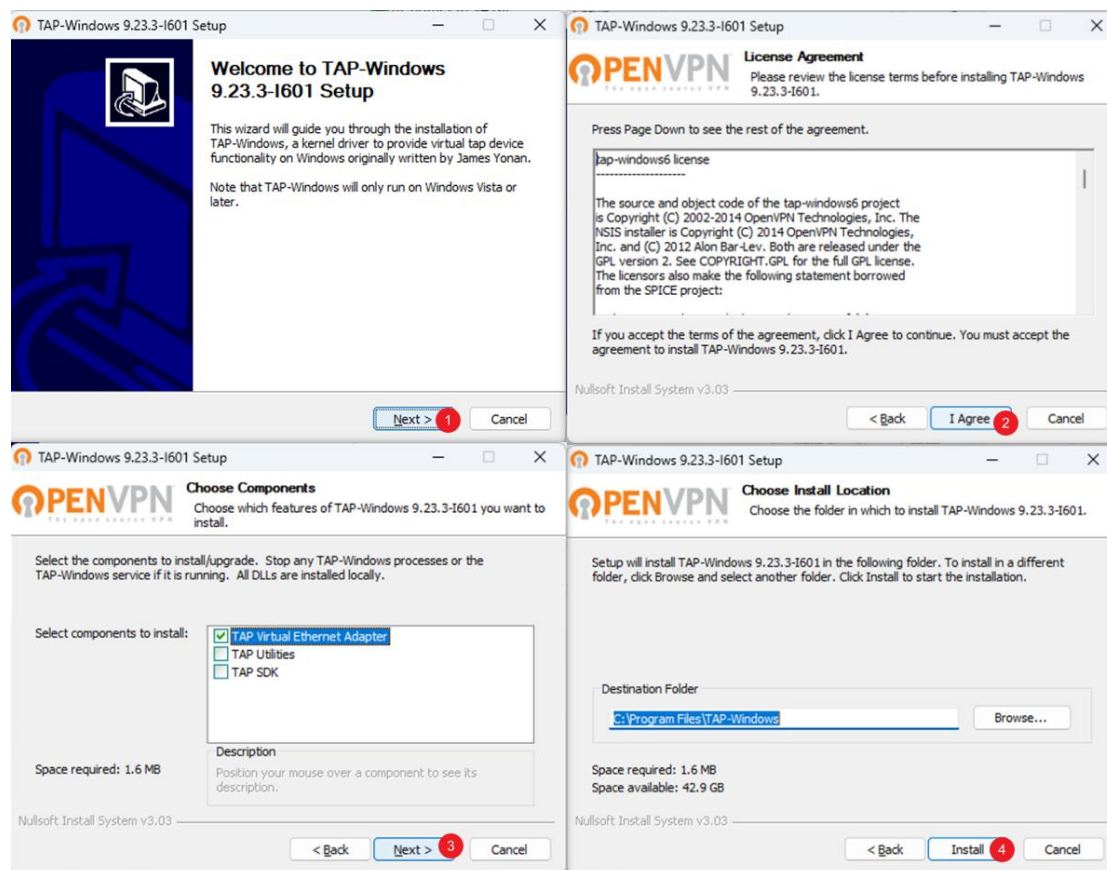 TAP-Windows 9.23.3-I601 Setup
Welcome to TAP-Windows
9.23.3-I601 Setup
This wizard will guide you through the installation of
TAP-Windows, a kernel driver to provide virtual tap device
functionality on Windows originally written by James Yonan.
Note that TAP-Windows will only run on Windows Vista or
later.
Next >
1
Cancel
TAP-Windows 9.23.3-I601 Setup
OPENVPN
The open source VPN
License Agreement
Please review the license terms before installing TAP-Windows
9.23.3-I601.
Press Page Down to see the rest of the agreement.
tap-windows6 license
--------------------
The source and object code of the tap-windows6 project
is Copyright (C) 2002-2014 OpenVPN Technologies, Inc. The
NSIS installer is Copyright (C) 2014 OpenVPN Technologies,
Inc. and (C) 2012 Alon Bar-Lev. Both are released under the
GPL version 2. See COPYRIGHT.GPL for the full GPL license.
The licensors also make the following statement borrowed
from the SPICE project:
If you accept the terms of the agreement, click I Agree to continue. You must accept the
agreement to install TAP-Windows 9.23.3-I601.
Nullsoft Install System v3.03
< Back
I Agree
2
Cancel
TAP-Windows 9.23.3-I601 Setup
OPENVPN
The open source VPN
Choose Components
Choose which features of TAP-Windows 9.23.3-I601 you want to
install.
Select the components to install/upgrade. Stop any TAP-Windows processes or the
TAP-Windows service if it is running. All DLLs are installed locally.
Select components to install:
TAP Virtual Ethernet Adapter
TAP Utilities
TAP SDK
Space required: 1.6 MB
Description
Position your mouse over a component to see its
description.
Nullsoft Install System v3.03
< Back
Next >
3
Cancel
TAP-Windows 9.23.3-I601 Setup
OPENVPN
The open source VPN
Choose Install Location
Choose the folder in which to install TAP-Windows 9.23.3-I601.
Setup will install TAP-Windows 9.23.3-I601 in the following folder. To install in a different
folder, click Browse and select another folder. Click Install to start the installation.
Destination Folder
C:\Program Files\TAP-Windows
Browse...
Space required: 1.6 MB
Space available: 42.9 GB
Nullsoft Install System v3.03
< Back
Install
4
Cancel